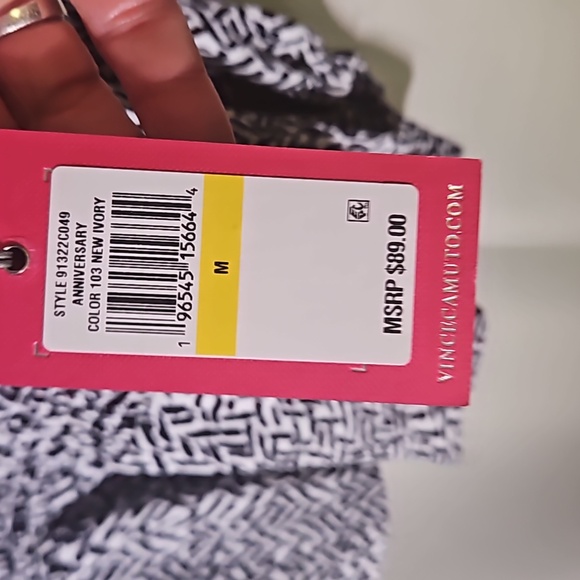 STYLE 91322C049
ANNIVERSARY
COLOR 103 NEW IVORY
1 96545 15664 4
M
MSRP $89.00
VINCECAMUTO.COM